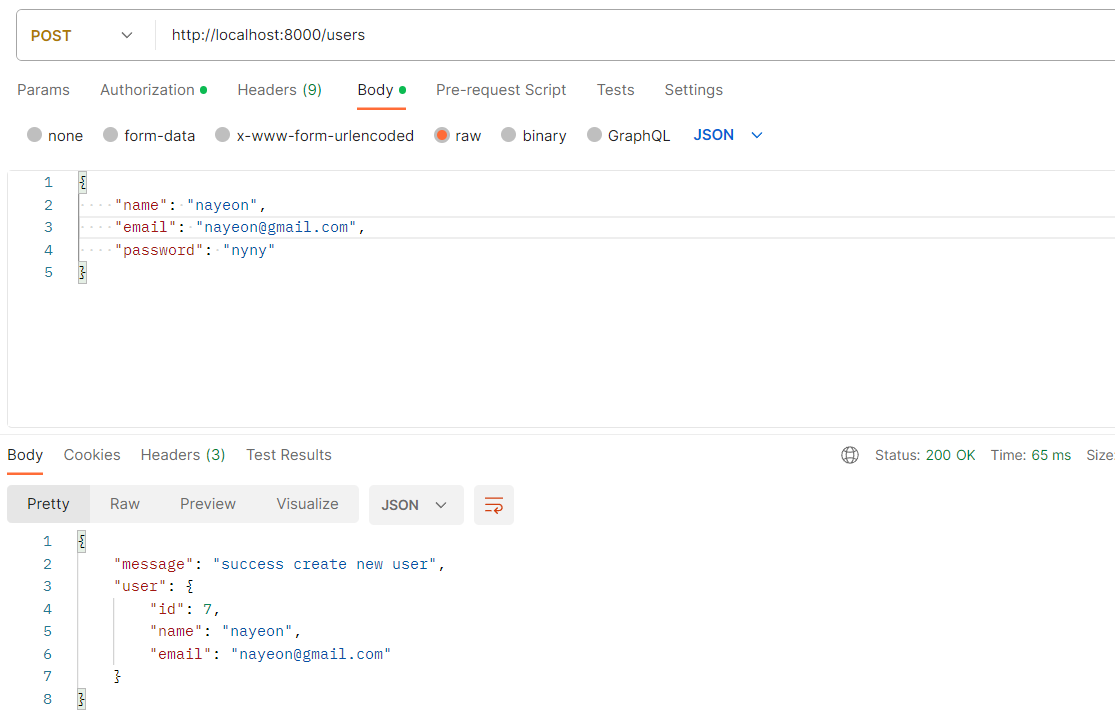 POST http://localhost:8000/users
Params Authorization Headers (9) Body Pre-request Script Tests Settings
none form-data x-www-form-urlencoded raw binary GraphQL JSON
1 {
2 "name": "nayeon",
3 "email": "nayeon@gmail.com",
4 "password": "nyny"
5 }
Body Cookies Headers (3) Test Results Status: 200 OK Time: 65 ms Size:
Pretty Raw Preview Visualize JSON
1 {
2 "message": "success create new user",
3 "user": {
4 "id": 7,
5 "name": "nayeon",
6 "email": "nayeon@gmail.com"
7 }
8 }